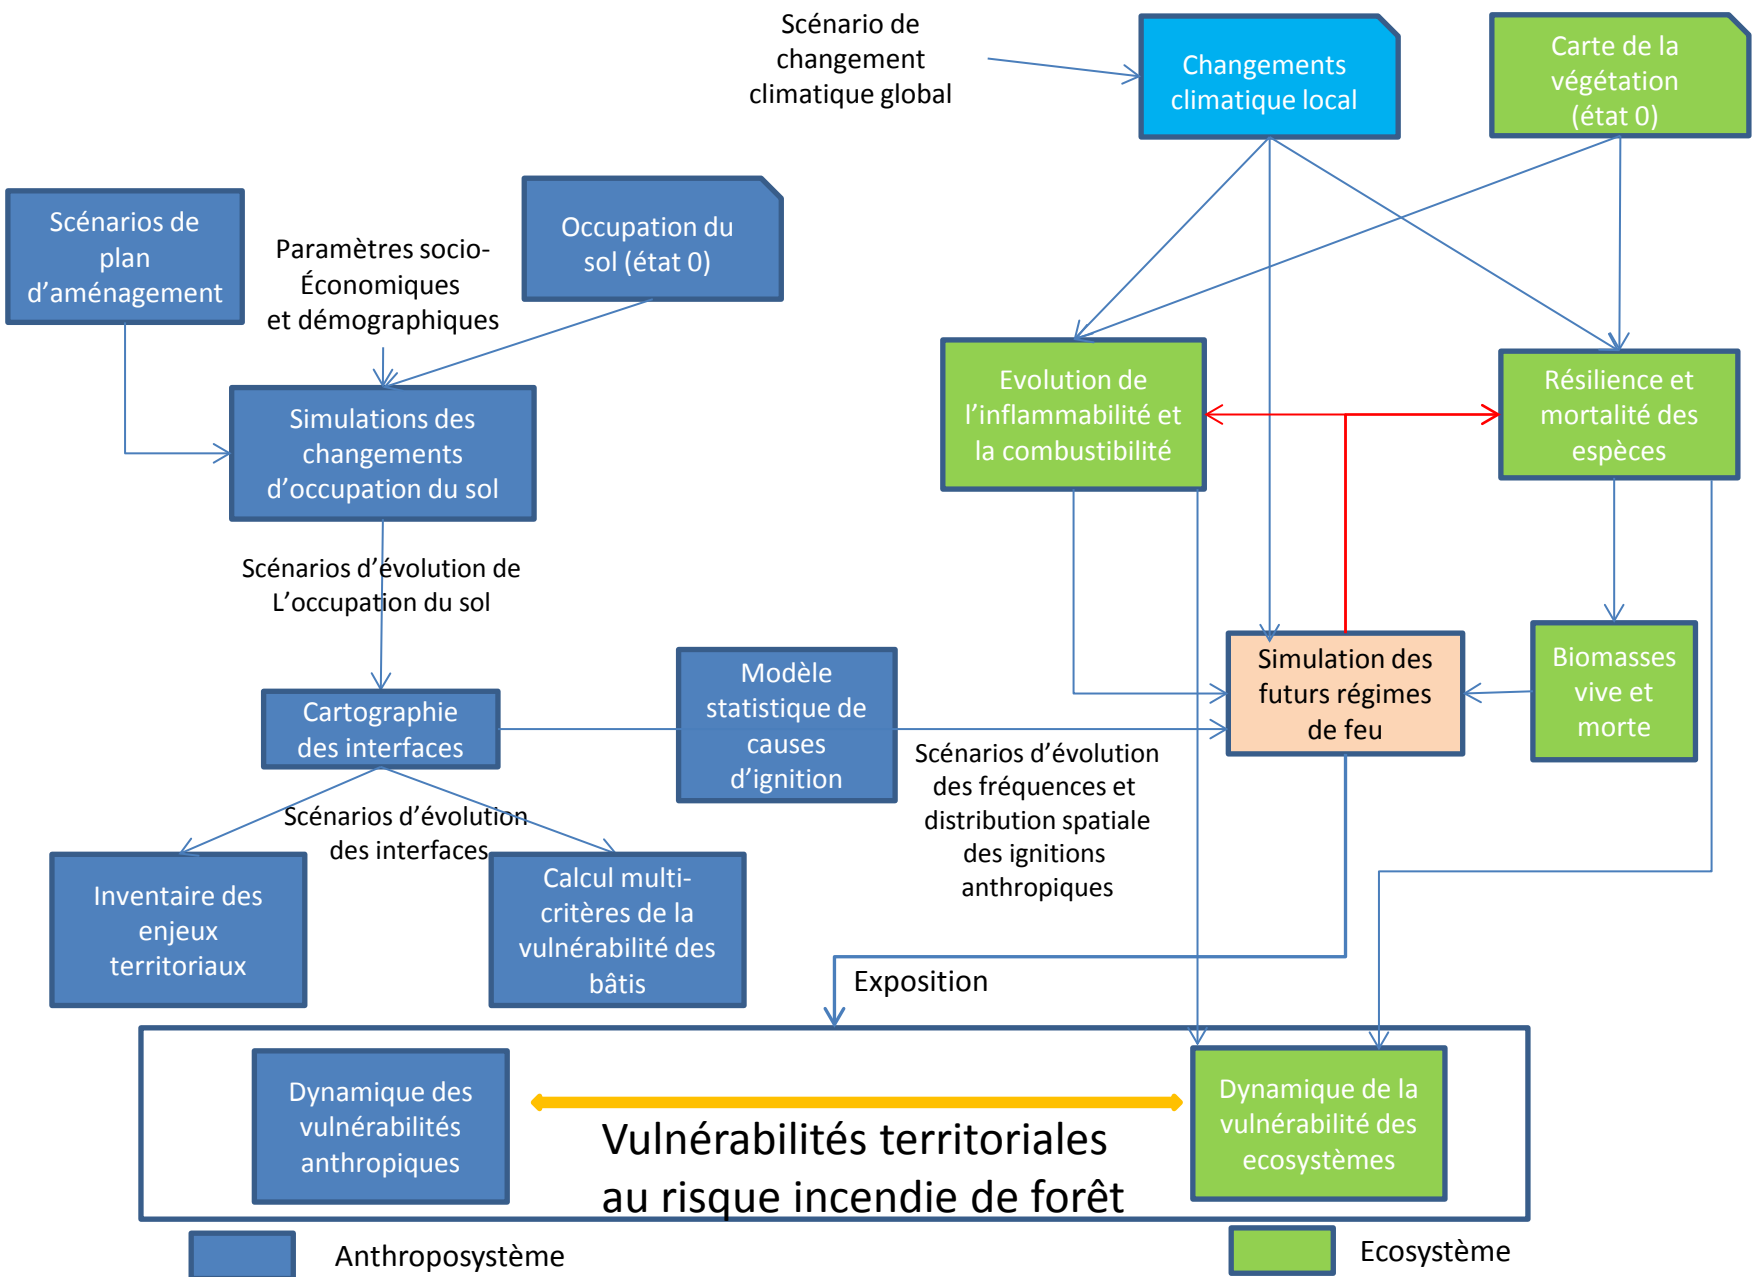 Scénario de
changement
climatique global
Changements
climatique local
Carte de la
végétation
(état 0)
Scénarios de
plan
d’aménagement
Paramètres socio-
Économiques
et démographiques
Occupation du
sol (état 0)
Simulations des
changements
d’occupation du sol
Evolution de
l’inflammabilité et
la combustibilité
Résilience et
mortalité des
espèces
Scénarios d’évolution de
L’occupation du sol
Cartographie
des interfaces
Modèle
statistique de
causes
d’ignition
Simulation des
futurs régimes
de feu
Biomasses
vive et
morte
Scénarios d’évolution
des interfaces
Scénarios d’évolution
des fréquences et
distribution spatiale
des ignitions
anthropiques
Inventaire des
enjeux
territoriaux
Calcul multi-
critères de la
vulnérabilité des
bâtis
Exposition
Dynamique des
vulnérabilités
anthropiques
Vulnérabilités territoriales
au risque incendie de forêt
Dynamique de la
vulnérabilité des
ecosystèmes
Anthroposystème
Ecosystème